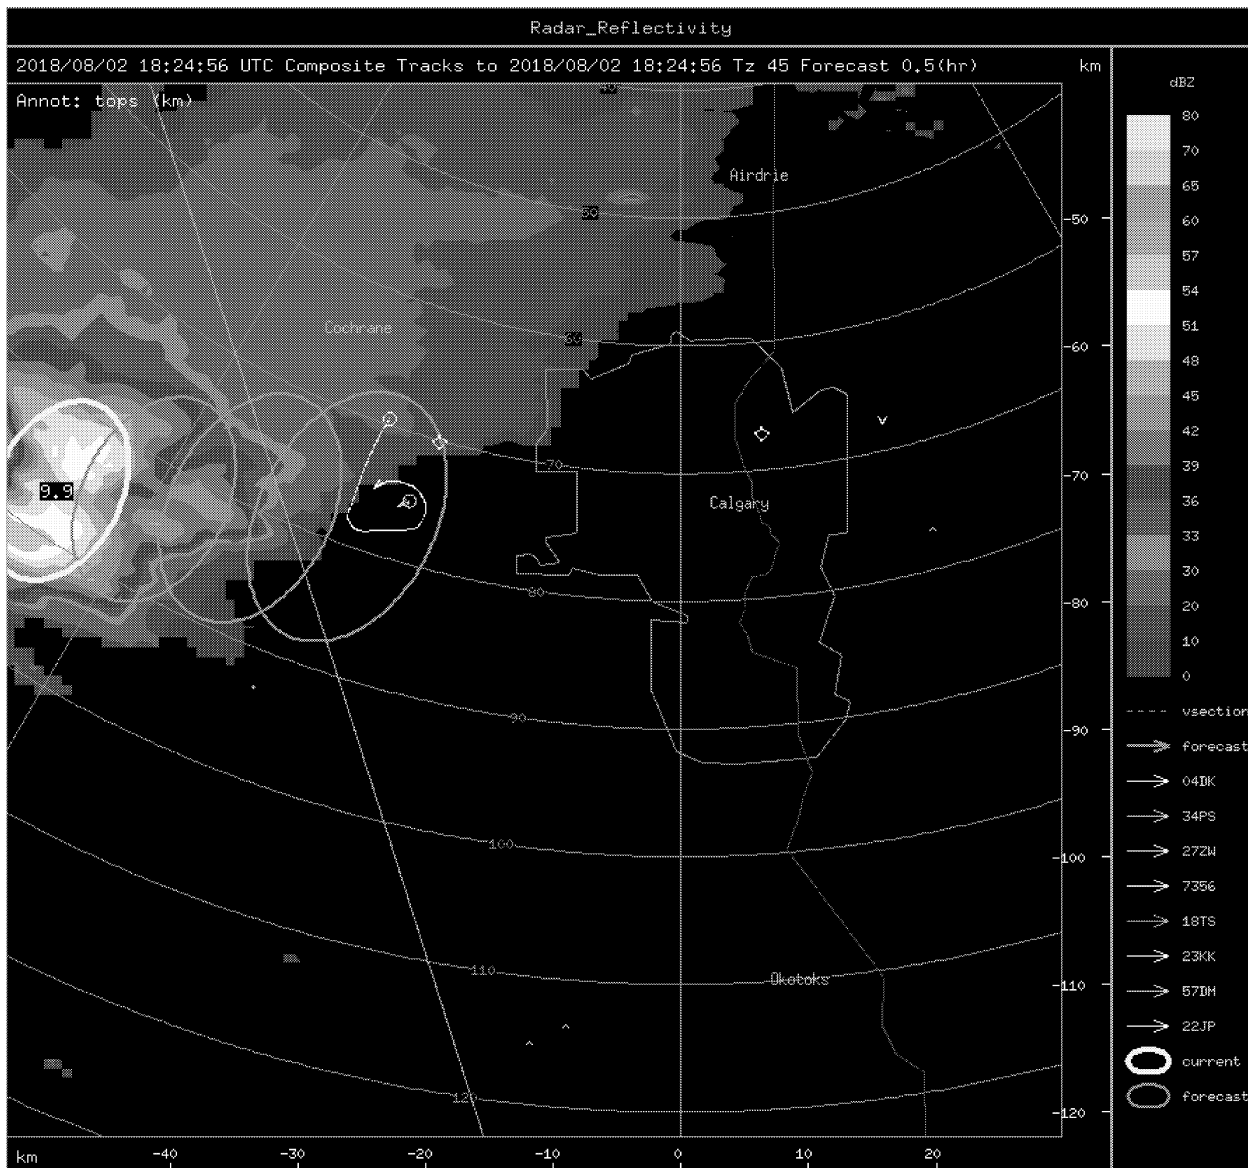 Radar_Reflectivity
2018/08/02 18:24:56 UTC Composite Tracks to 2018/08/02 18:24:56 Tz 45 Forecast 0.5(hr)
km
Annot: tops (km)
dBZ
80
70
65
60
57
54
51
48
45
42
39
36
33
30
20
10
0
Airdrie
50
-50
Cochrane
-60
70
-70
9.9
Calgary
80
-80
90
-90
100
-100
110
-110
Okotoks
120
-120
vsection
forecast
04DK
34PS
27ZW
7356
18TS
23KK
57DM
22JP
current
forecast
km
-40
-30
-20
-10
0
10
20